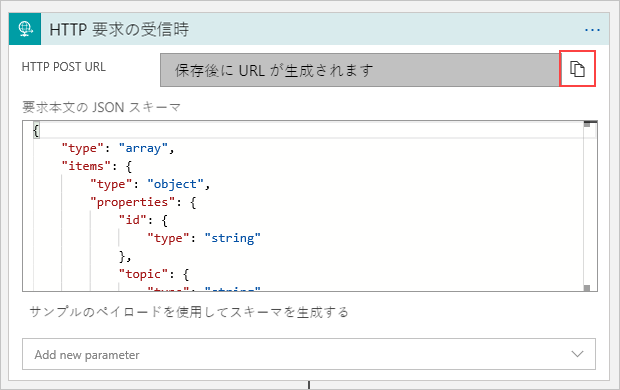 HTTP 要求の受信時
HTTP POST URL
保存後に URL が生成されます
要求本文の JSON スキーマ
{
"type": "array",
"items": {
"type": "object",
"properties": {
"id": {
"type": "string"
},
"topic": {
"type": "string"
サンプルのペイロードを使用してスキーマを生成する
Add new parameter